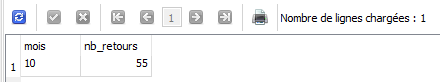 1
Nombre de lignes chargées : 1
mois nb_retours
1 10 55